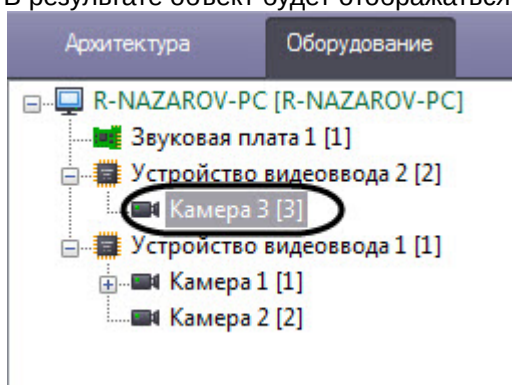 В результате объект будет отображаться
Архитектура Оборудование
R-NAZAROV-PC [R-NAZAROV-PC]
Звуковая плата 1 [1]
Устройство видеоввода 2 [2]
Камера 3 [3]
Устройство видеоввода 1 [1]
Камера 1 [1]
Камера 2 [2]